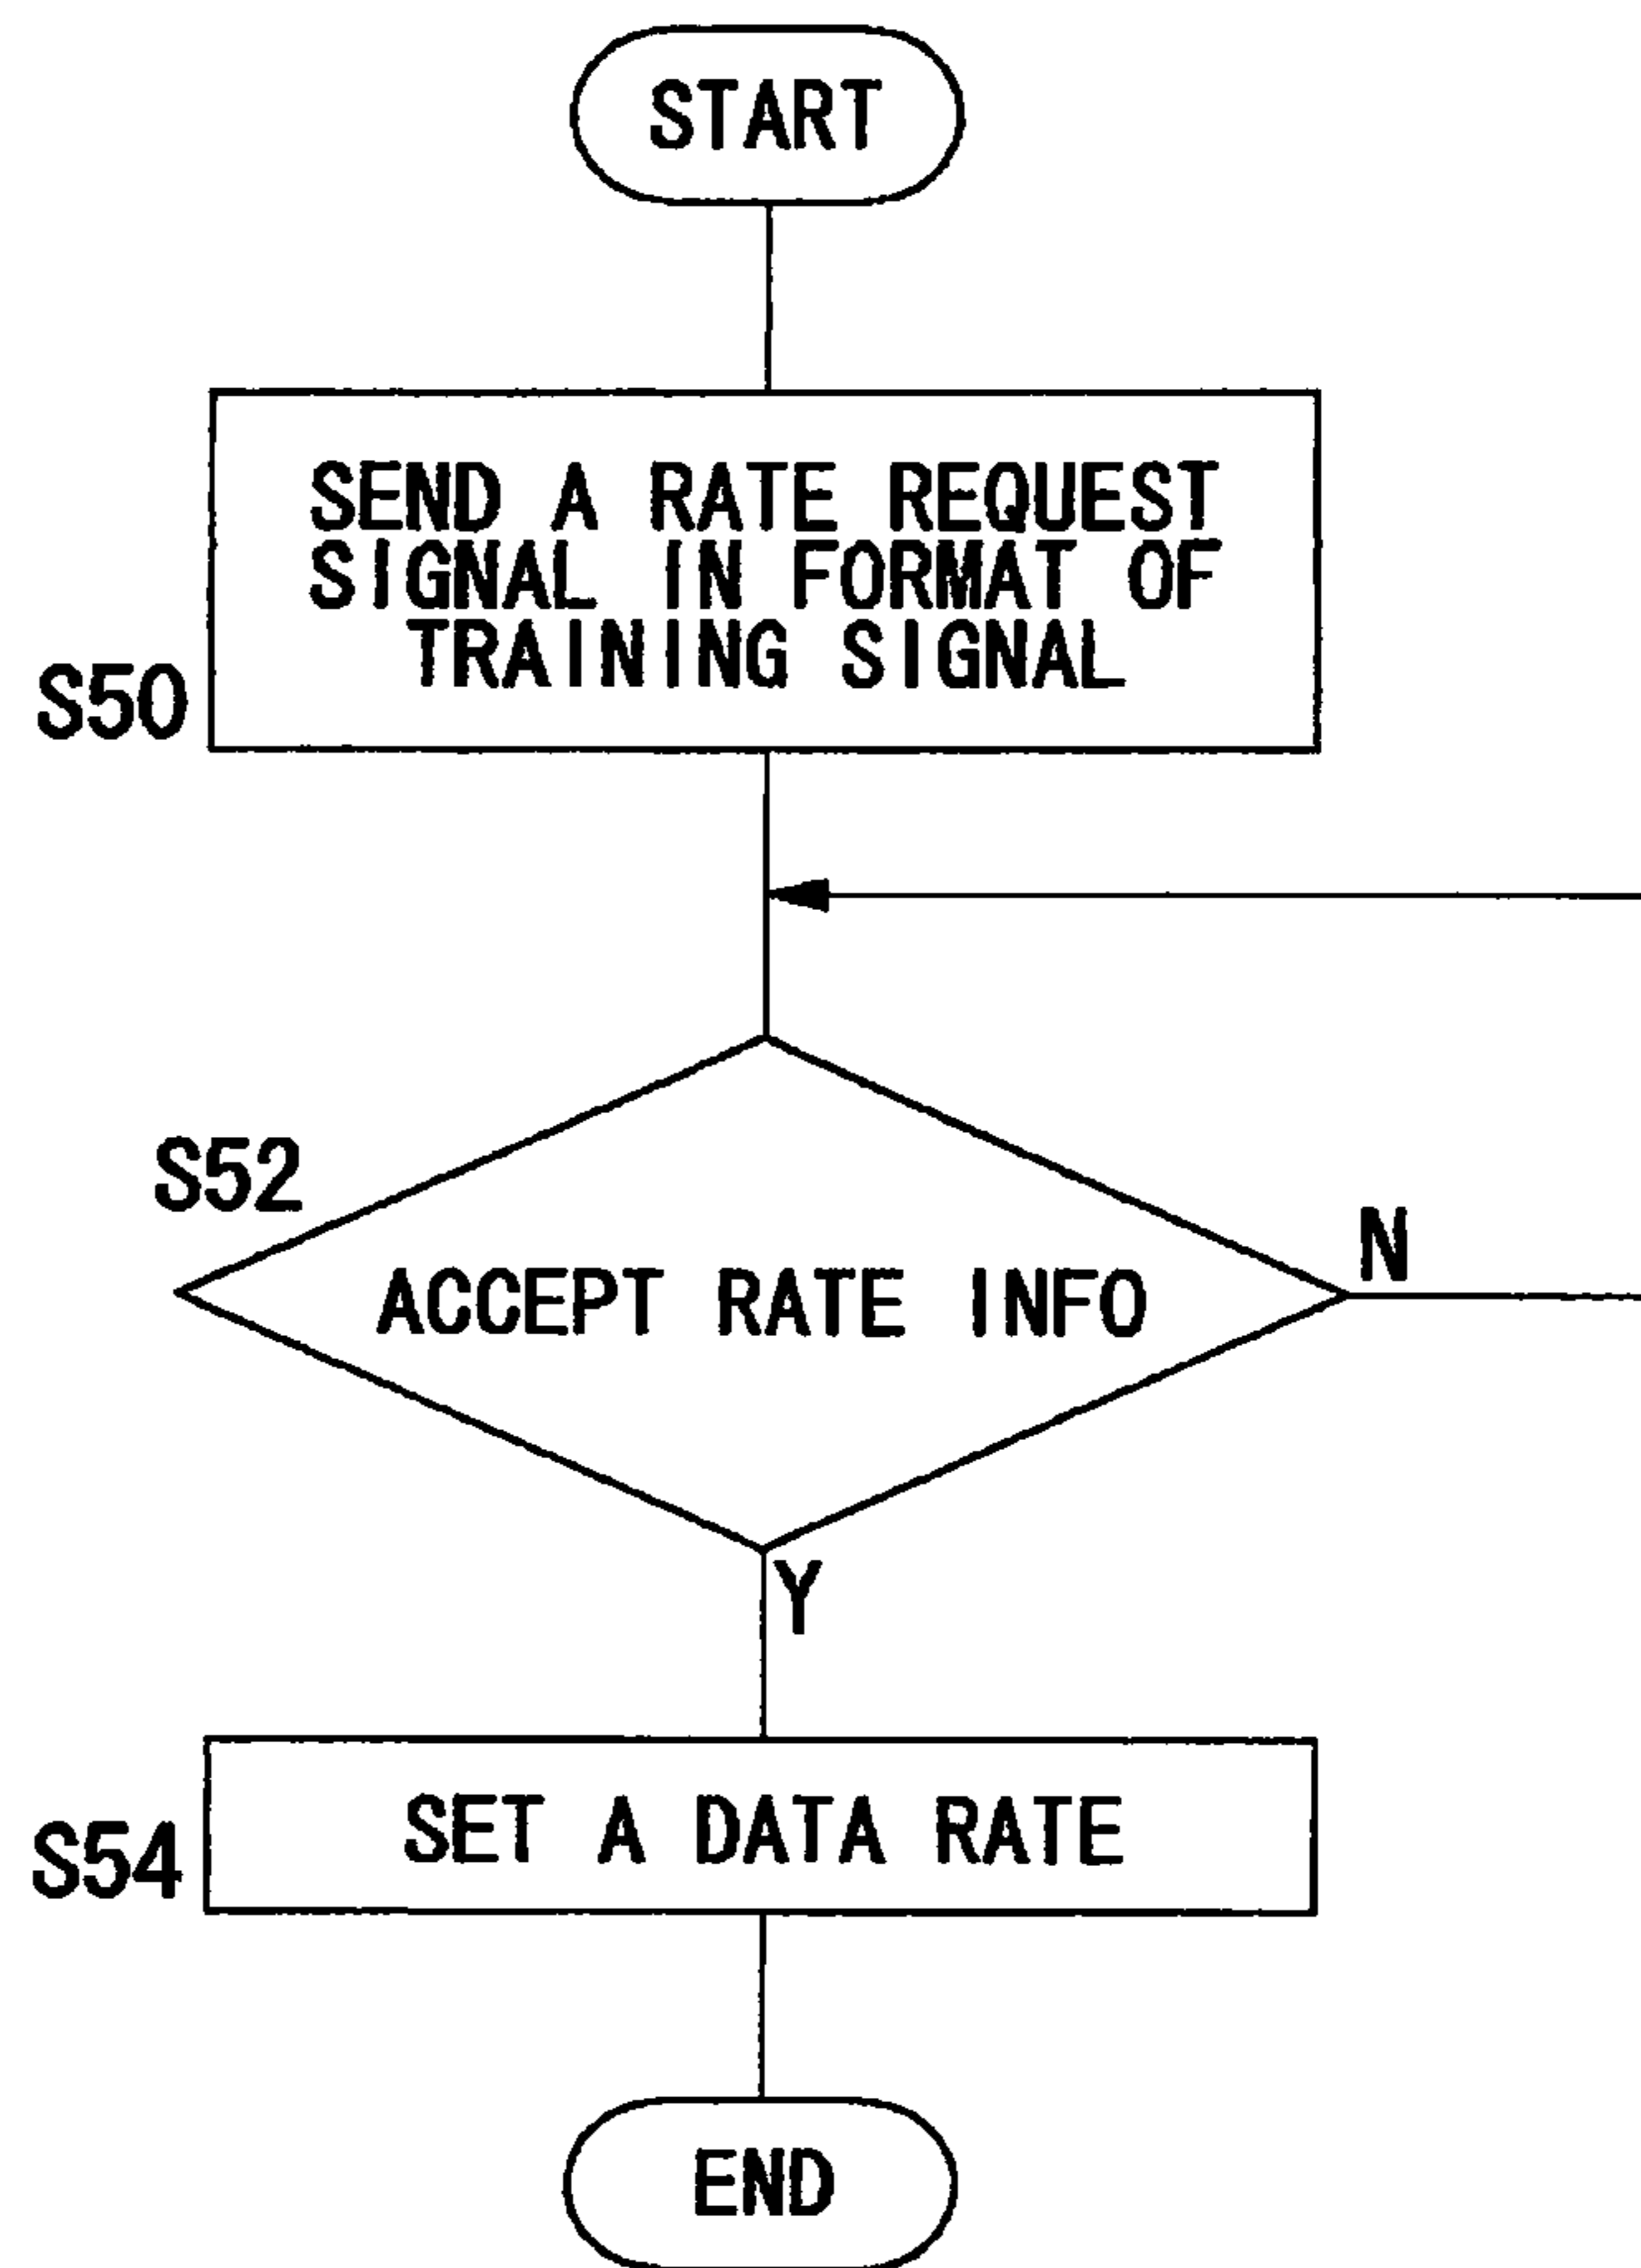 START
SEND A RATE REQUEST
SIGNAL IN FORMAT OF
TRAINING SIGNAL
S50
S52
ACCEPT RATE INFO
N
Y
SET A DATA RATE
S54
END